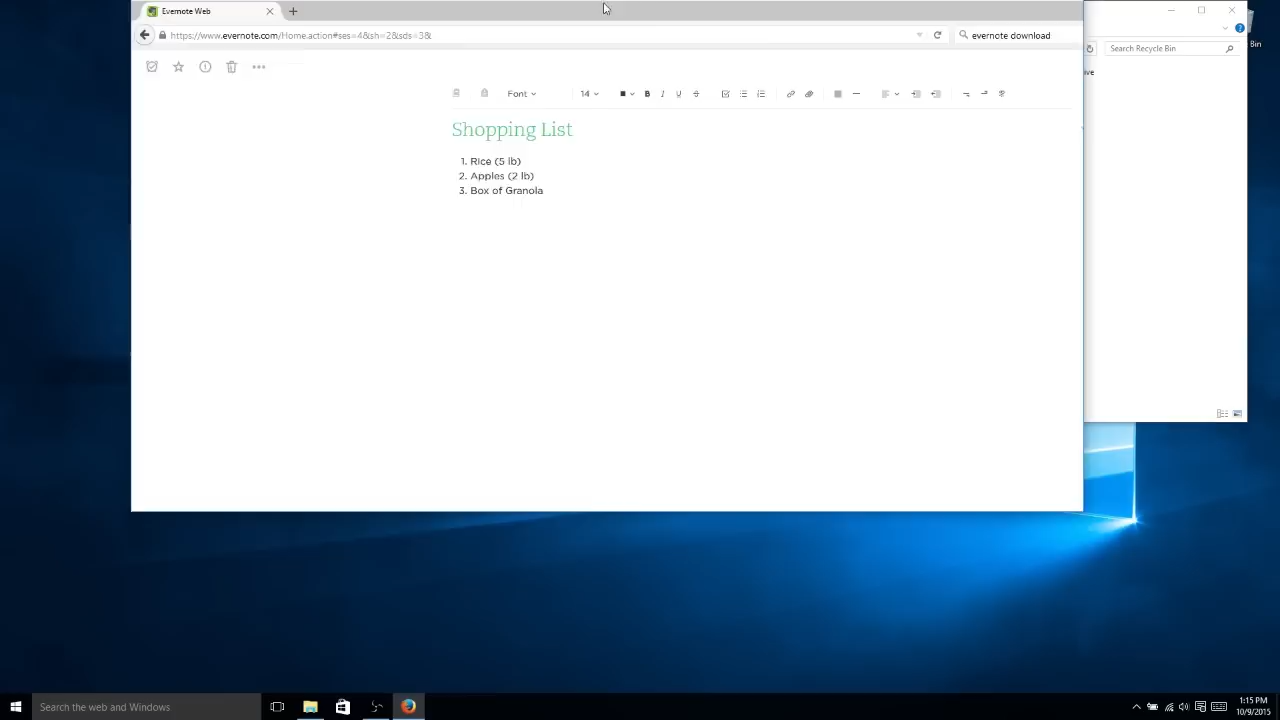 Evernote Web
https://www.evernote.com/Home.action#ses=4&sh=2&sds=3&
evernote download
Search Recycle Bin
Bin
Font
14
B
I
U
Shopping List
1. Rice (5 lb)
2. Apples (2 lb)
3. Box of Granola
Search the web and Windows
1:15 PM
10/9/2015